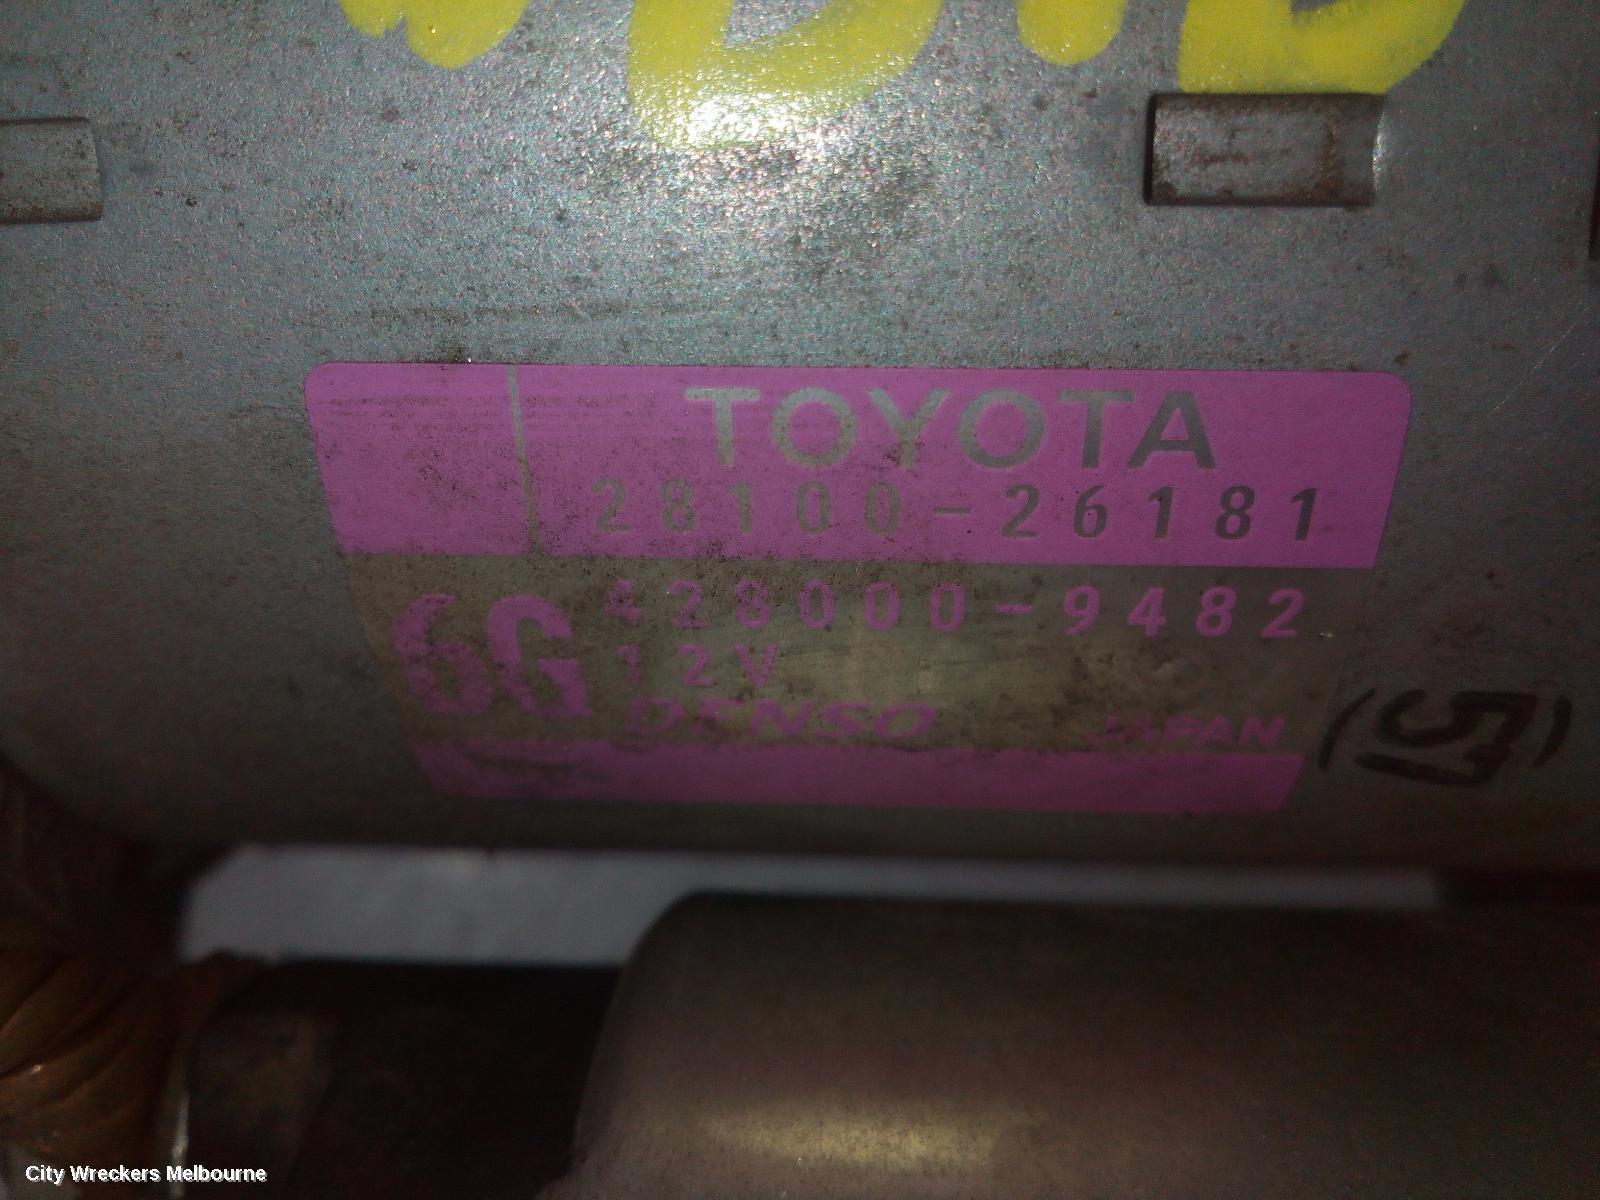 TOYOTA
28100-26181
6G
428000-9482
12V
DENSO JAPAN
City Wreckers Melbourne